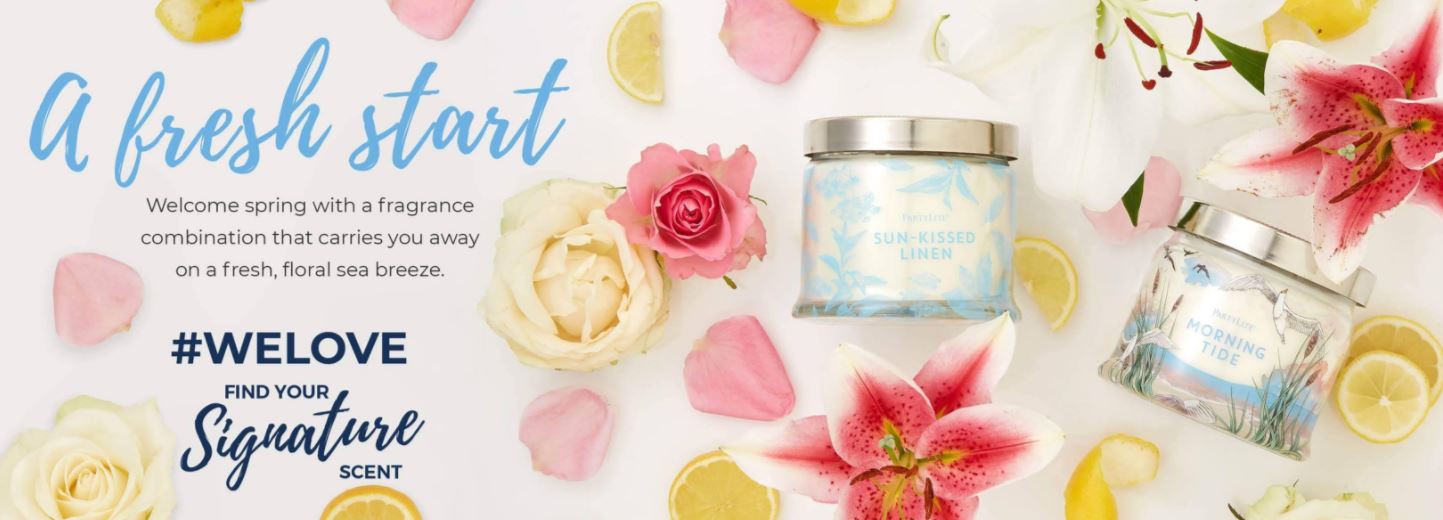 A fresh start
Welcome spring with a fragrance
combination that carries you away
on a fresh, floral sea breeze.
#WELOVE
FIND YOUR
Signature
SCENT
PARTYLITE
SUN-KISSED
LINEN
PARTYLITE
MORNING
TIDE